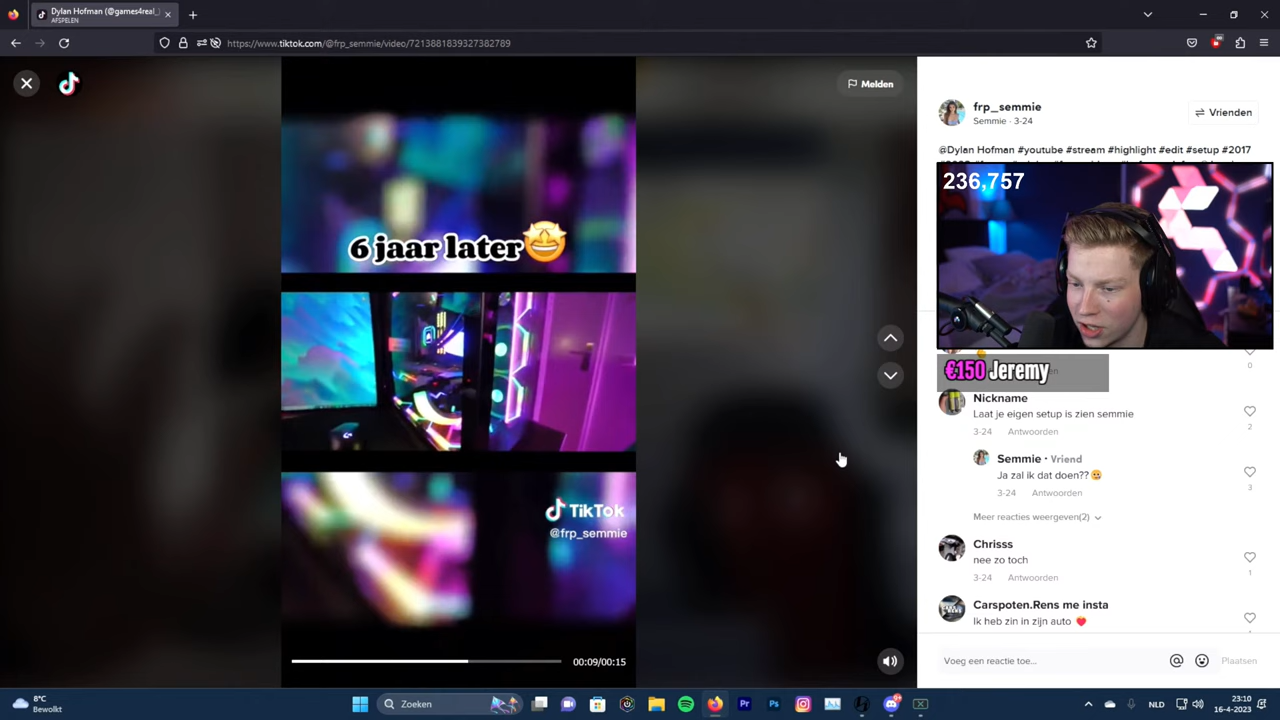 Dylan Hofman (@games4real_
AFSPELEN
https://www.tiktok.com/@frp_semmie/video/7213881839327382789
Melden
6 jaar later
TikTok
@frp_semmie
00:09/00:15
frp_semmie
Semmie · 3-24
Vrienden
@Dylan Hofman #youtube #stream #highlight #edit #setup #2017
236,757
€150 Jeremy
0
Nickname
Laat je eigen setup is zien semmie
3-24 Antwoorden
2
Semmie · Vriend
Ja zal ik dat doen??
3-24 Antwoorden
3
Meer reacties weergeven(2)
Chrisss
nee zo toch
3-24 Antwoorden
1
Carspoten.Rens me insta
Ik heb zin in zijn auto
Voeg een reactie toe...
Plaatsen
8°C
Bewolkt
Zoeken
NLD
23:10
16-4-2023